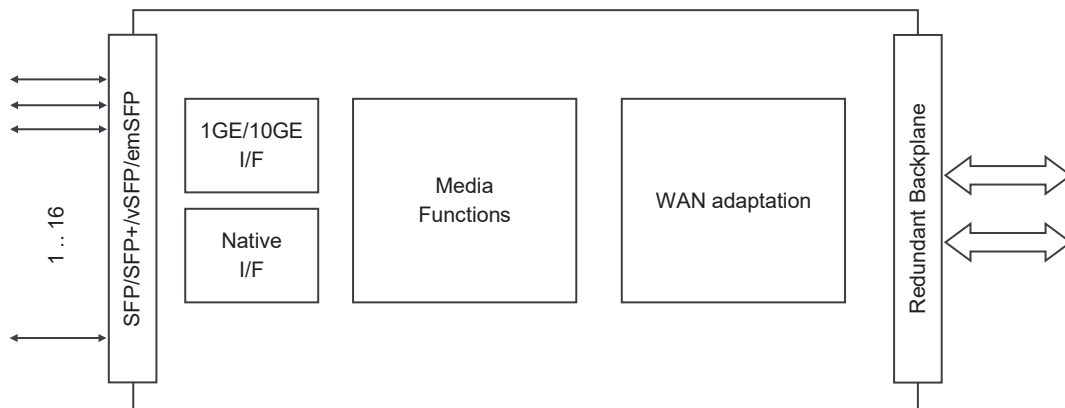 1 .. 16
SFP/SFP+/vSFP/emSFP
1GE/10GE
I/F
Native
I/F
Media
Functions
WAN adaptation
Redundant Backplane